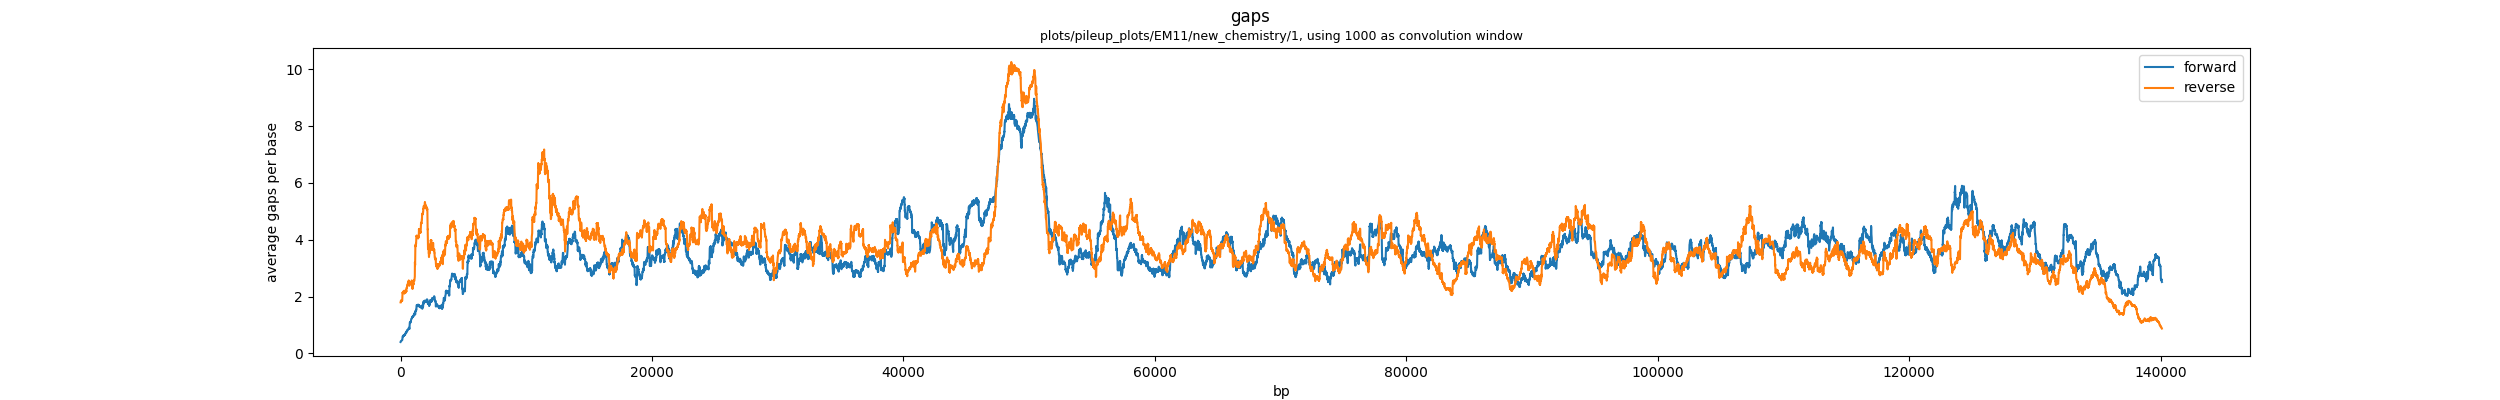 gaps
plots/pileup_plots/EM11/new_chemistry/1, using 1000 as convolution window
average gaps per base
10
8
6
4
2
0
forward
reverse
0 20000 40000 60000 80000 100000 120000 140000
bp